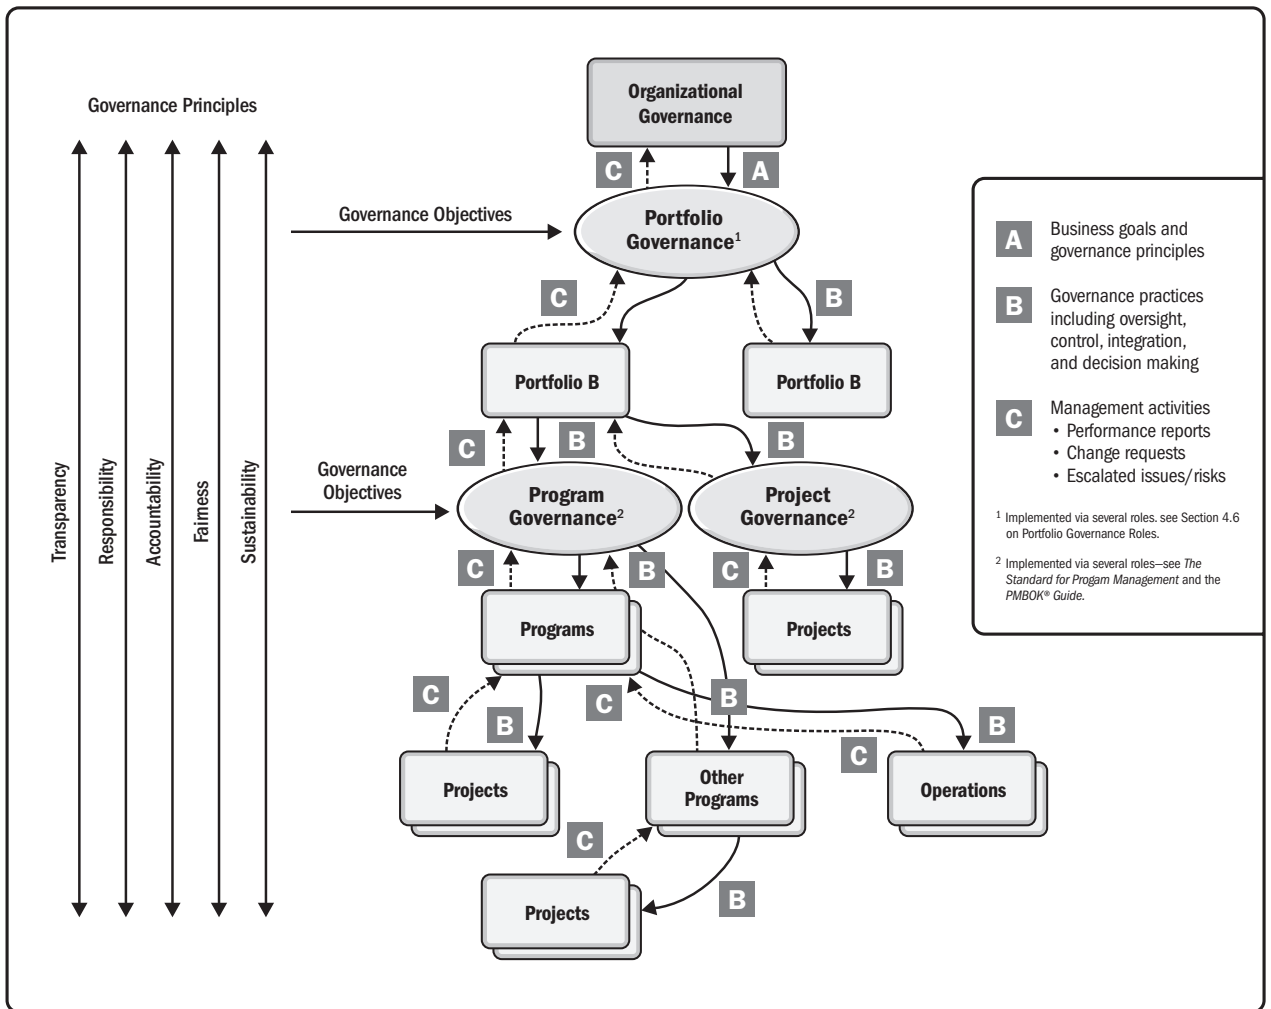 Governance Principles
Transparency
Responsibility
Accountability
Fairness
Sustainability
Organizational
Governance
C
A
Governance Objectives
Portfolio
Governance1
C
B
Portfolio B
Portfolio B
C
B
B
Governance
Objectives
Program
Governance2
Project
Governance2
C
B
C
B
Programs
Projects
C
B
C
B
C
B
Projects
Other
Programs
Operations
C
B
Projects
A
Business goals and
governance principles
B
Governance practices
including oversight,
control, integration,
and decision making
C
Management activities
• Performance reports
• Change requests
• Escalated issues/risks
1 Implemented via several roles. see Section 4.6
on Portfolio Governance Roles.
2 Implemented via several roles—see The
Standard for Progam Management and the
PMBOK® Guide.